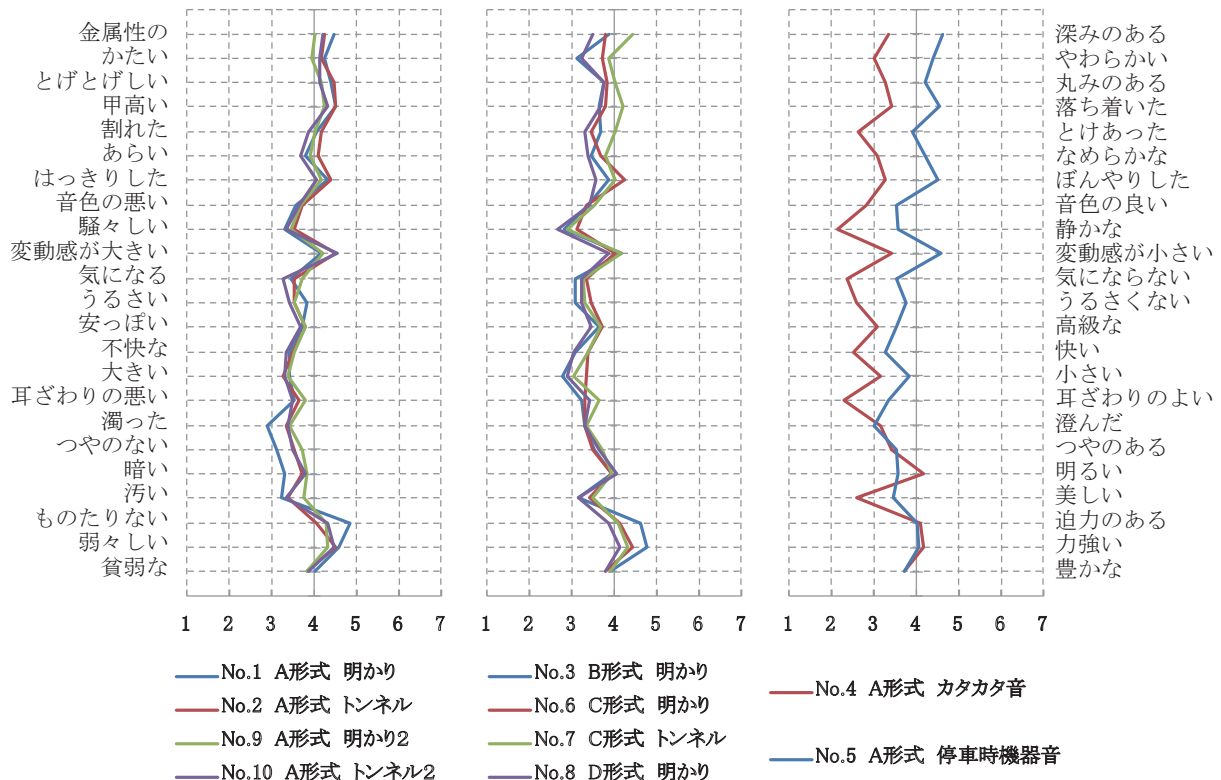 金属性の 深みのある
かたい やわらかい
とげとげしい 丸みのある
甲高い 落ち着いた
割れた とけあった
あらい なめらかな
はっきりした ぼんやりした
音色の悪い 音色の良い
騒々しい 静かな
変動感が大きい 変動感が小さい
気になる 気にならない
うるさい うるさくない
安っぽい 高級な
不快な 快い
大きい 小さい
耳ざわりの悪い 耳ざわりのよい
濁った 澄んだ
つやのない つやのある
暗い 明るい
汚い 美しい
ものたりない 迫力のある
弱々しい 力強い
貧弱な 豊かな
1 2 3 4 5 6 7 1 2 3 4 5 6 7 1 2 3 4 5 6 7
No.1 A形式 明かり No.3 B形式 明かり
No.4 A形式 カタカタ音
No.2 A形式 トンネル No.6 C形式 明かり
No.9 A形式 明かり2 No.7 C形式 トンネル
No.5 A形式 停車時機器音
No.10 A形式 トンネル2 No.8 D形式 明かり